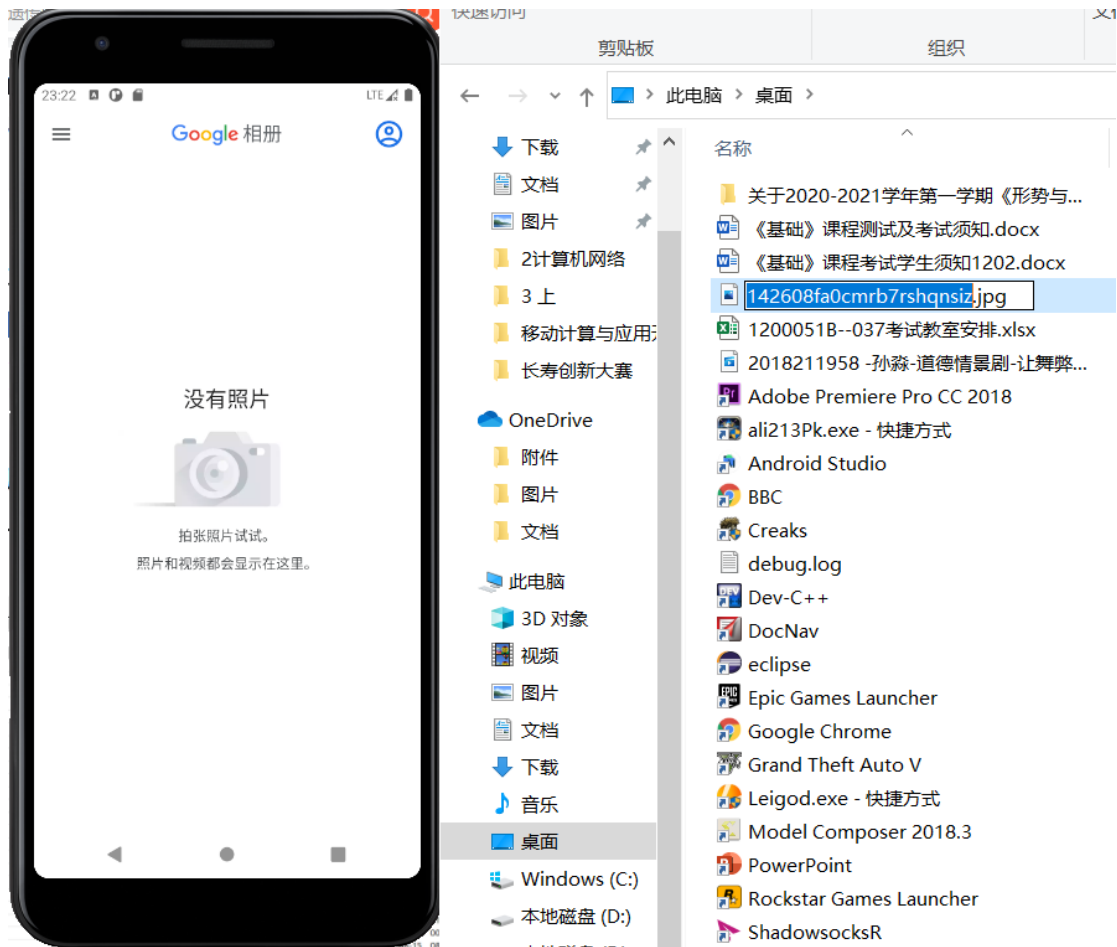 快速访问
剪贴板
组织
23:22
LTE
Google 相册
没有照片
拍张照片试试。
照片和视频都会显示在这里。
此电脑
桌面
下载
文档
图片
2计算机网络
3 上
移动计算与应用开
长寿创新大赛
OneDrive
附件
图片
文档
此电脑
3D 对象
视频
图片
文档
下载
音乐
桌面
Windows (C:)
本地磁盘 (D:)
名称
关于2020-2021学年第一学期《形势与...
《基础》课程测试及考试须知.docx
《基础》课程考试学生须知1202.docx
142608fa0cmrb7rshqnsiz.jpg
1200051B--037考试教室安排.xlsx
2018211958 -孙淼-道德情景剧-让舞弊...
Adobe Premiere Pro CC 2018
ali213Pk.exe - 快捷方式
Android Studio
BBC
Creaks
debug.log
Dev-C++
DocNav
eclipse
Epic Games Launcher
Google Chrome
Grand Theft Auto V
Leigod.exe - 快捷方式
Model Composer 2018.3
PowerPoint
Rockstar Games Launcher
ShadowsocksR